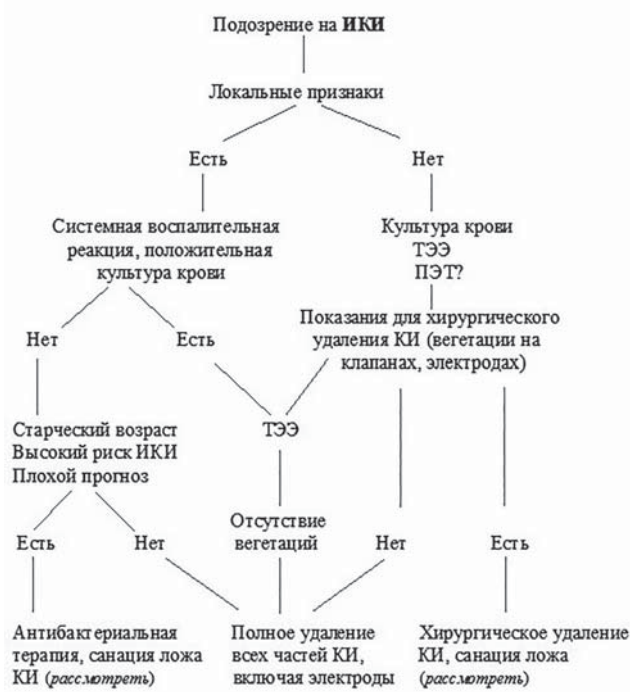 Подозрение на ИКИ
Локальные признаки
Есть
Нет
Системная воспалительная
реакция, положительная
культура крови
Культура крови
ТЭЭ
ПЭТ?
Нет
Есть
Показания для хирургического
удаления КИ (вегетации на
клапанах, электродах)
Старческий возраст
Высокий риск ИКИ
Плохой прогноз
ТЭЭ
Есть
Нет
Отсутствие
вегетаций
Нет
Есть
Антибактериальная
терапия, санация ложа
КИ (рассмотреть)
Полное удаление
всех частей КИ,
включая электроды
Хирургическое удаление
КИ, санация ложа
(рассмотреть)